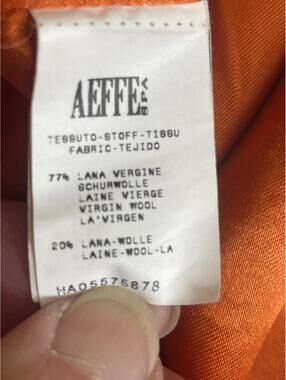 AEFFE SPA
TESSUTO-STOFF-TISSU
FABRIC-TEJIDO
77% LANA VERGINE
SCHURWOLLE
LAINE VIERGE
VIRGIN WOOL
LA'VIRGEN
20% LANA-WOLLE
LAINE-WOOL-LA
HA05575878